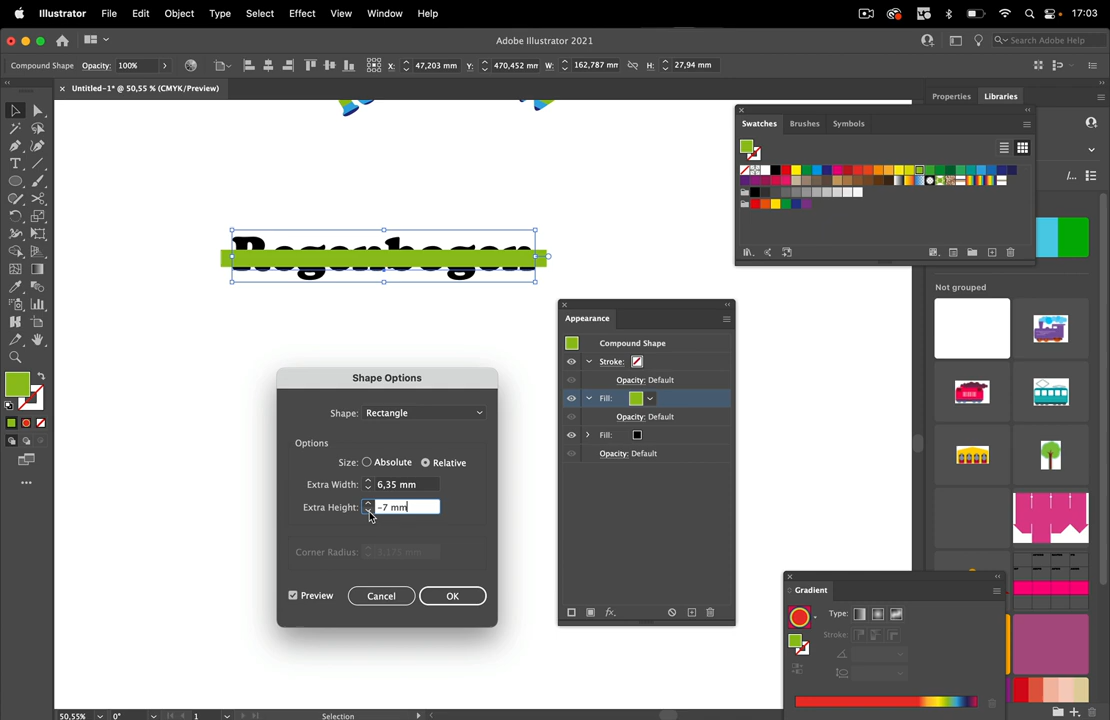 Illustrator File Edit Object Type Select Effect View Window Help 17:03
Adobe Illustrator 2021
Search Adobe Help
Compound Shape Opacity: 100% X: 47,203 mm Y: 470,452 mm W: 162,787 mm H: 27,94 mm
× Untitled-1* @ 50,55 % (CMYK/Preview)
Properties Libraries
Swatches Brushes Symbols
Regenbogen
Not grouped
Appearance
Compound Shape
Stroke:
Opacity: Default
Fill:
Opacity: Default
Fill:
Opacity: Default
fx
Shape Options
Shape: Rectangle
Options
Size: Absolute Relative
Extra Width: 6,35 mm
Extra Height: -7 mm
Corner Radius: 3,175 mm
Preview Cancel OK
Gradient
Type:
Stroke:
50,55% 0° 1 Selection